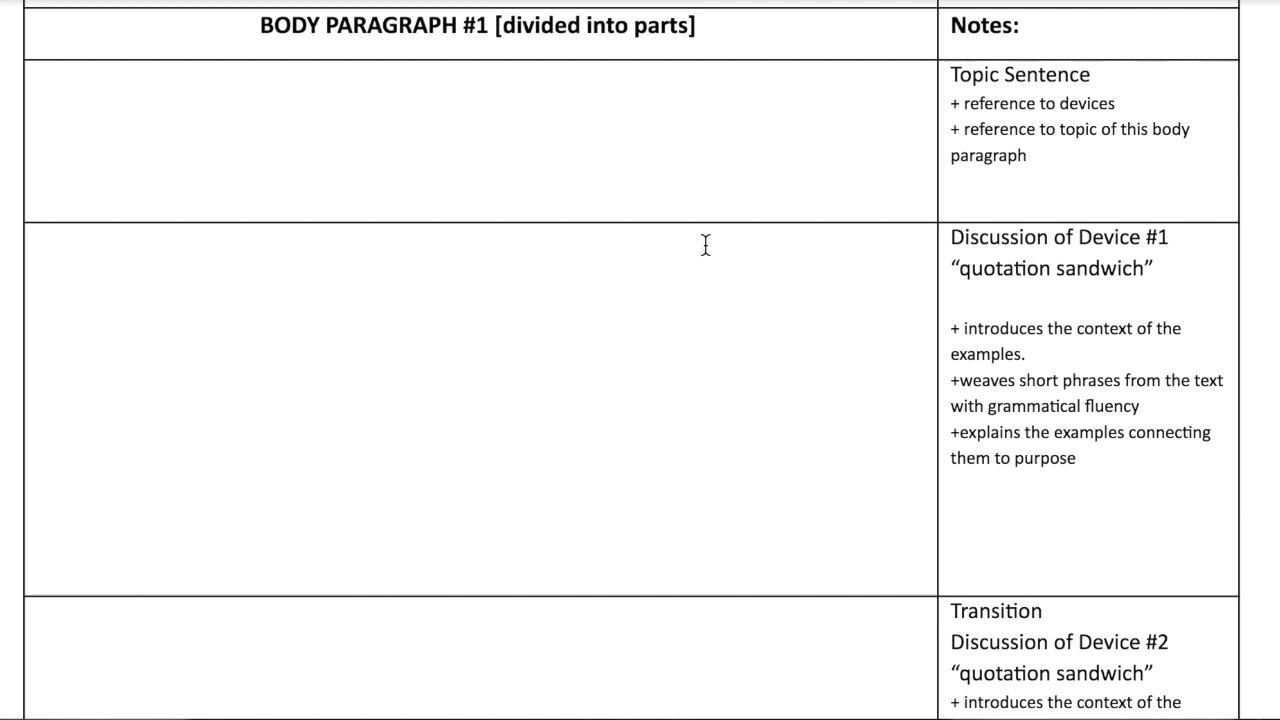 BODY PARAGRAPH #1 [divided into parts]
Notes:
Topic Sentence
+ reference to devices
+ reference to topic of this body
paragraph
Discussion of Device #1
“quotation sandwich”
+ introduces the context of the
examples.
+weaves short phrases from the text
with grammatical fluency
+explains the examples connecting
them to purpose
Transition
Discussion of Device #2
“quotation sandwich”
+ introduces the context of the